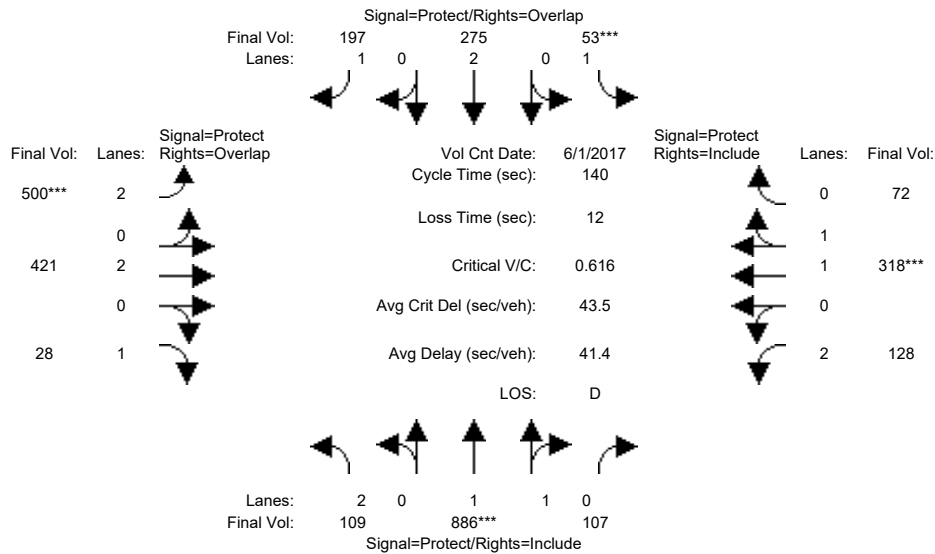 Signal=Protect/Rights=Overlap
Final Vol: 197 275 53***
Lanes: 1 0 2 0 1
Signal=Protect Signal=Protect
Final Vol: Lanes: Rights=Overlap Vol Cnt Date: 6/1/2017 Rights=Include Lanes: Final Vol:
Cycle Time (sec): 140
500*** 2 0 72
Loss Time (sec): 12
0 1
421 2 Critical V/C: 0.616 1 318***
0 Avg Crit Del (sec/veh): 43.5 0
28 1 Avg Delay (sec/veh): 41.4 2 128
LOS: D
Lanes: 2 0 1 1 0
Final Vol: 109 886*** 107
Signal=Protect/Rights=Include